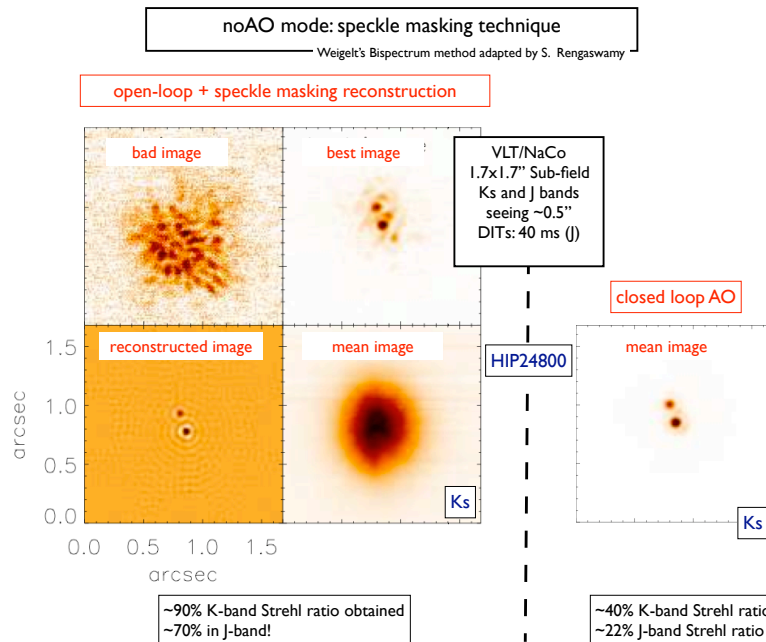 noAO mode: speckle masking technique
Weigelt's Bispectrum method adapted by S. Rengaswamy
open-loop + speckle masking reconstruction
bad image
best image
VLT/NaCo
1.7x1.7" Sub-field
Ks and J bands
seeing ~0.5"
DITs: 40 ms (J)
closed loop AO
reconstructed image
mean image
HIP24800
mean image
1.5
1.0
0.5
0.0
arcsec
Ks
Ks
0.0 0.5 1.0 1.5
arcsec
~90% K-band Strehl ratio obtained
~70% in J-band!
~40% K-band Strehl ratio
~22% J-band Strehl ratio